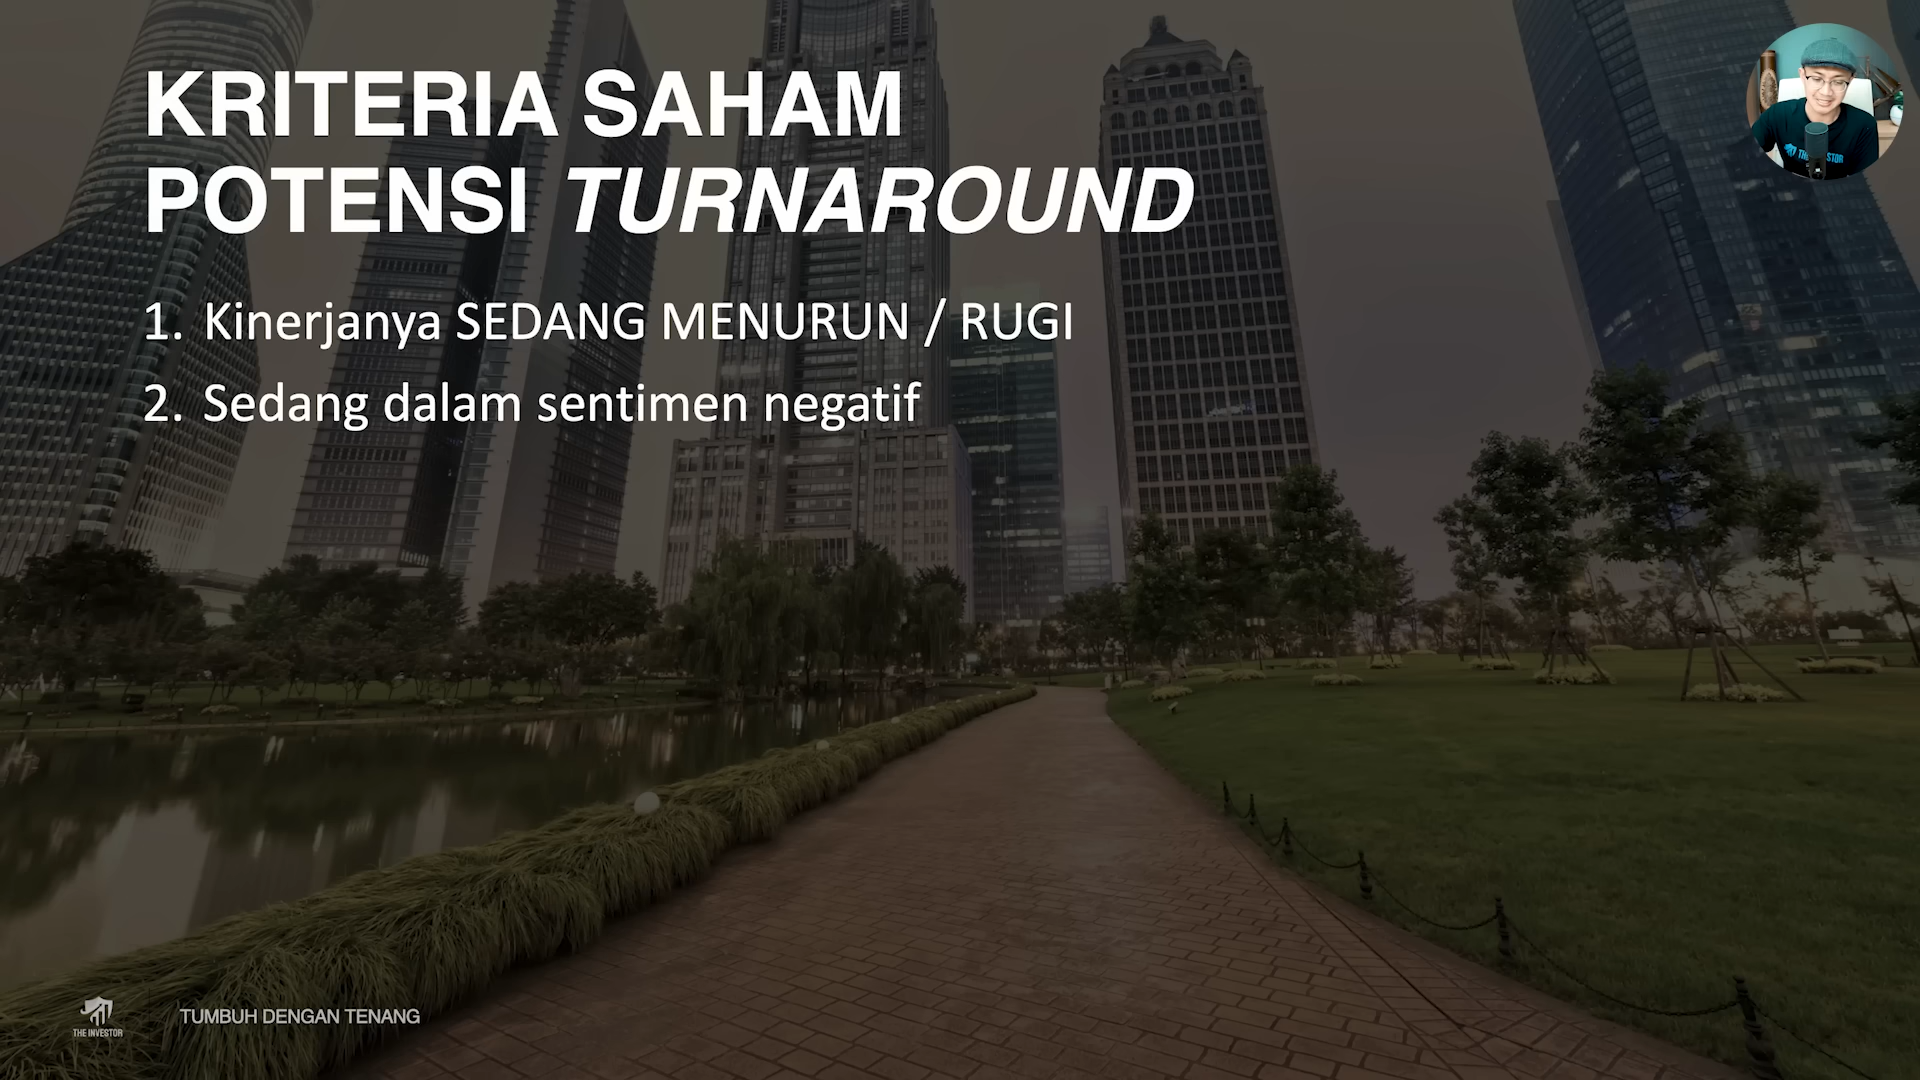 KRITERIA SAHAM
POTENSI TURNAROUND
1. Kinerjanya SEDANG MENURUN / RUGI
2. Sedang dalam sentimen negatif
THE INVESTOR
TUMBUH DENGAN TENANG